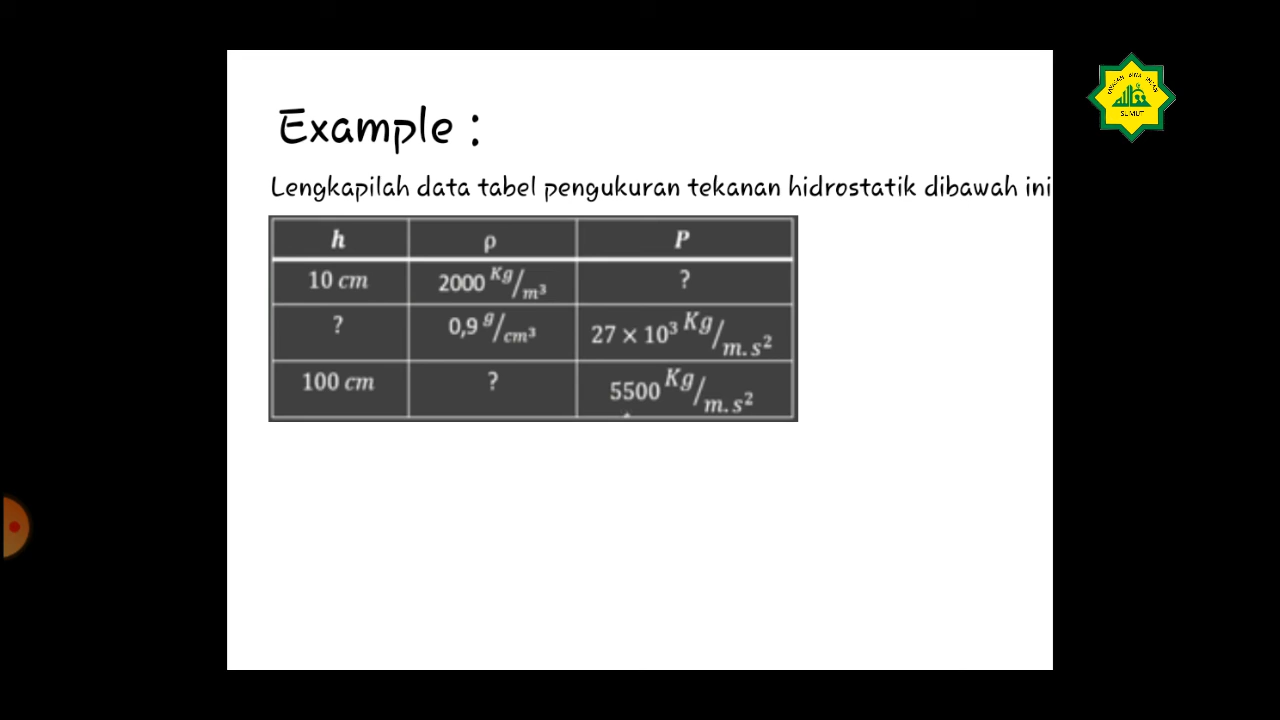 Example :
Lengkapilah data tabel pengukuran tekanan hidrostatik dibawah ini
h ρ P
10 cm 2000 Kg/m³ ?
? 0,9 g/cm³ 27 × 10³ Kg/m.s²
100 cm ? 5500 Kg/m.s²
SUMUT